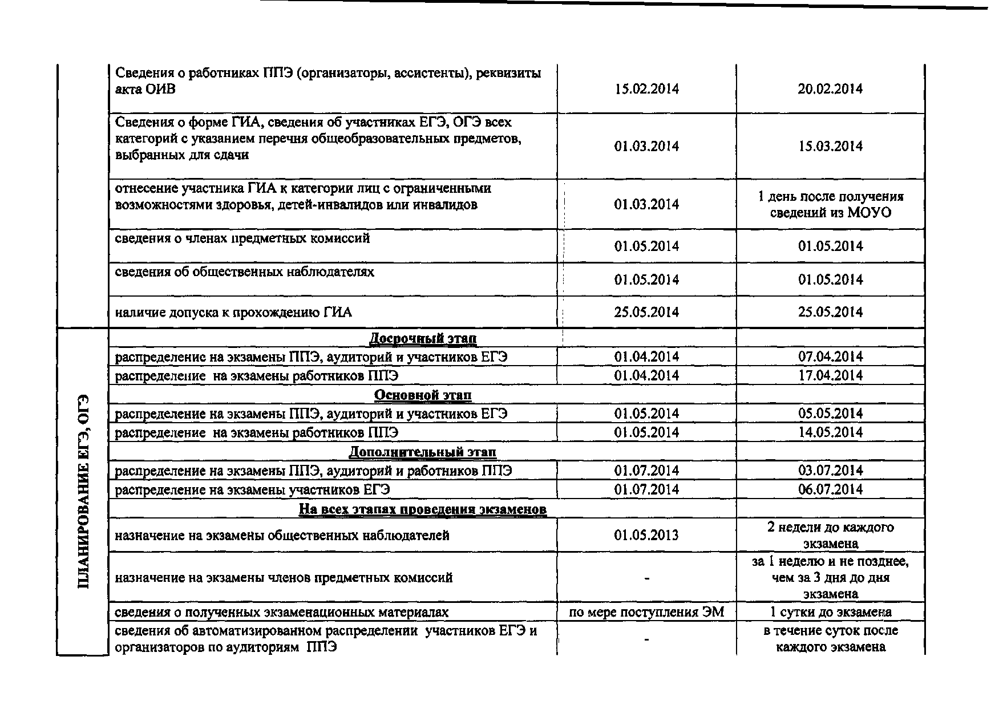 Сведения о работниках ППЭ (организаторы, ассистенты), реквизиты
акта ОИВ
15.02.2014
20.02.2014
Сведения о форме ГИА, сведения об участниках ЕГЭ, ОГЭ всех
категорий с указанием перечня общеобразовательных предметов,
выбранных для сдачи
01.03.2014
15.03.2014
отнесение участника ГИА к категории лиц с ограниченными
возможностями здоровья, детей-инвалидов или инвалидов
01.03.2014
1 день после получения
сведений из МОУО
сведения о членах предметных комиссий
01.05.2014
01.05.2014
сведения об общественных наблюдателях
01.05.2014
01.05.2014
наличие допуска к прохождению ГИА
25.05.2014
25.05.2014
ПЛАНИРОВАНИЕ ЕГЭ, ОГЭ
Досрочный этап
распределение на экзамены ППЭ, аудиторий и участников ЕГЭ
01.04.2014
07.04.2014
распределение на экзамены работников ППЭ
01.04.2014
17.04.2014
Основной этап
распределение на экзамены ППЭ, аудиторий и участников ЕГЭ
01.05.2014
05.05.2014
распределение на экзамены работников ППЭ
01.05.2014
14.05.2014
Дополнительный этап
распределение на экзамены ППЭ, аудиторий и работников ППЭ
01.07.2014
03.07.2014
распределение на экзамены участников ЕГЭ
01.07.2014
06.07.2014
На всех этапах проведения экзаменов
назначение на экзамены общественных наблюдателей
01.05.2013
2 недели до каждого
экзамена
назначение на экзамены членов предметных комиссий
-
за 1 неделю и не позднее,
чем за 3 дня до дня
экзамена
сведения о полученных экзаменационных материалах
по мере поступления ЭМ
1 сутки до экзамена
сведения об автоматизированном распределении участников ЕГЭ и
организаторов по аудиториям ППЭ
-
в течение суток после
каждого экзамена